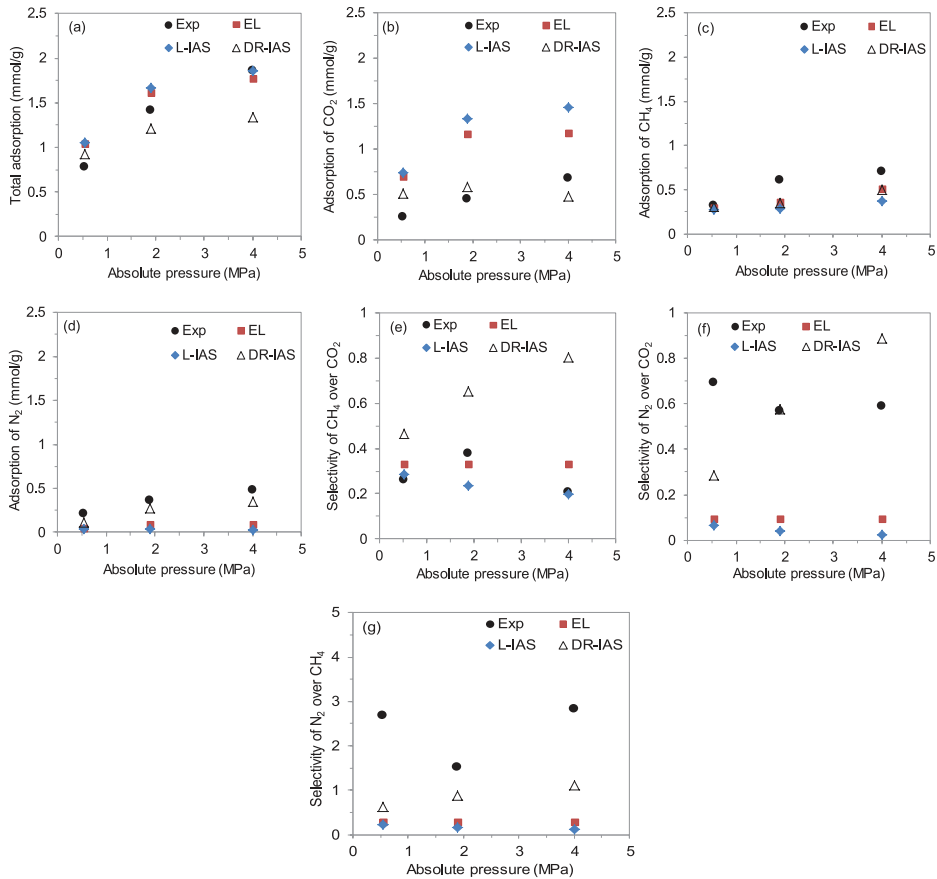 (a)
Exp EL
L-IAS DR-IAS
Total adsorption (mmol/g)
2.5
2
1.5
1
0.5
0
0 1 2 3 4 5
Absolute pressure (MPa)
(b)
Exp EL
L-IAS DR-IAS
Adsorption of CO2 (mmol/g)
2.5
2
1.5
1
0.5
0
0 1 2 3 4 5
Absolute pressure (MPa)
(c)
Exp EL
L-IAS DR-IAS
Adsorption of CH4 (mmol/g)
2.5
2
1.5
1
0.5
0
0 1 2 3 4 5
Absolute pressure (MPa)
(d)
Exp EL
L-IAS DR-IAS
Adsorption of N2 (mmol/g)
2.5
2
1.5
1
0.5
0
0 1 2 3 4 5
Absolute pressure (MPa)
(e)
Exp EL
L-IAS DR-IAS
Selectivity of CH4 over CO2
1
0.8
0.6
0.4
0.2
0
0 1 2 3 4 5
Absolute pressure (MPa)
(f)
Exp EL
L-IAS DR-IAS
Selectivity of N2 over CO2
1
0.8
0.6
0.4
0.2
0
0 1 2 3 4 5
Absolute pressure (MPa)
(g)
Exp EL
L-IAS DR-IAS
Selectivity of N2 over CH4
5
4
3
2
1
0
0 1 2 3 4 5
Absolute pressure (MPa)